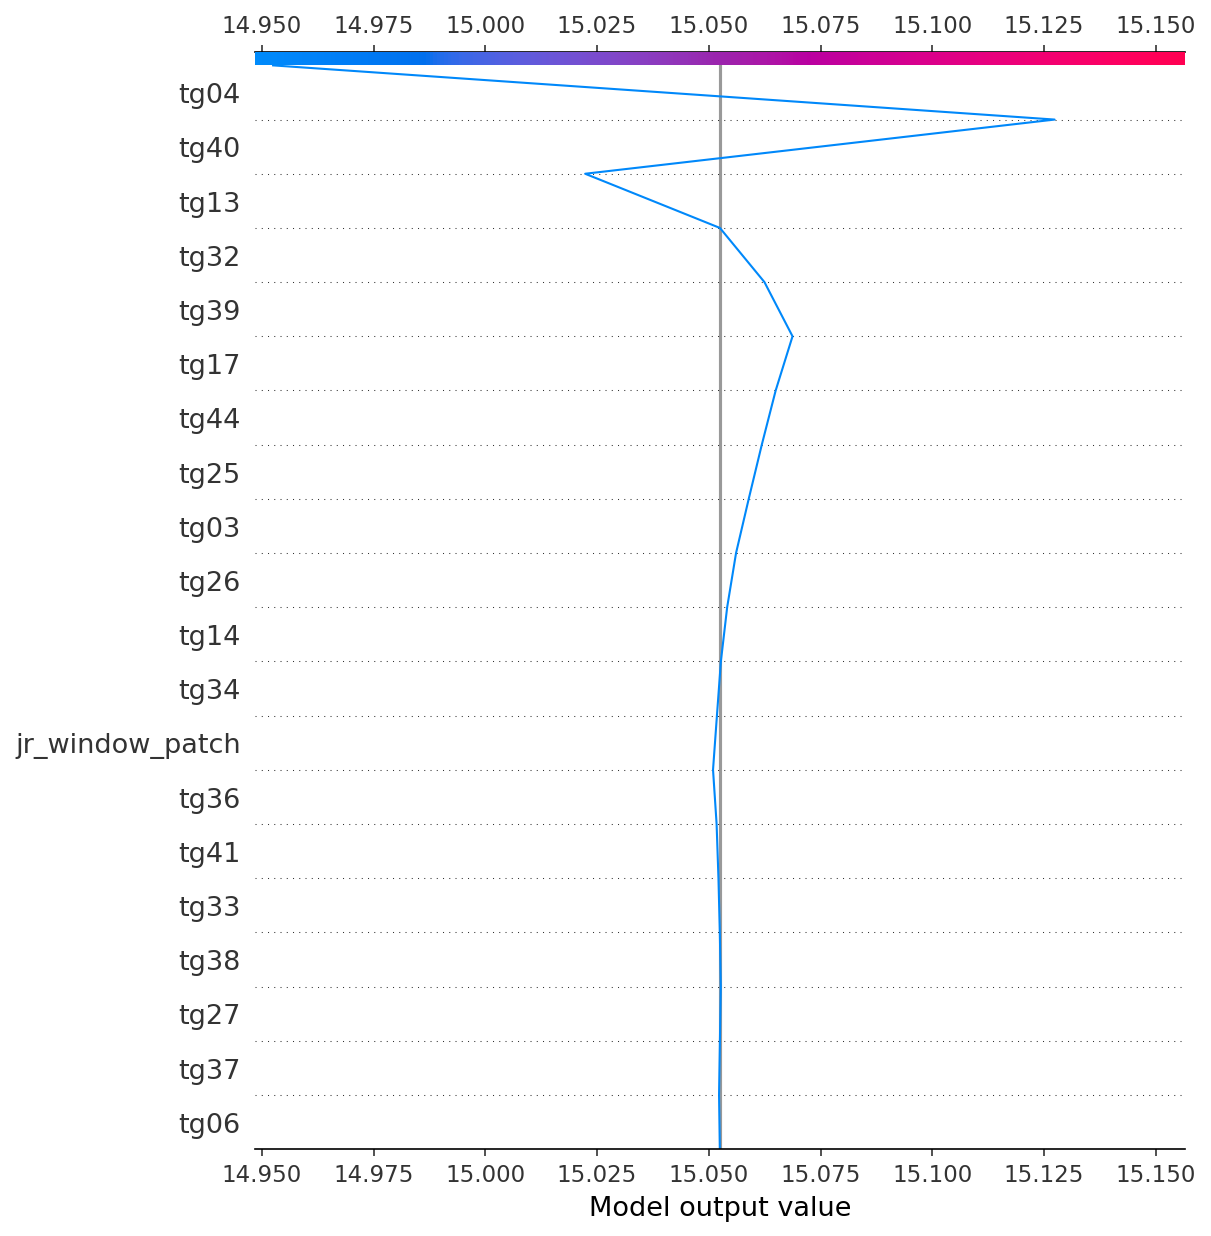 14.950 14.975 15.000 15.025 15.050 15.075 15.100 15.125 15.150
tg04
tg40
tg13
tg32
tg39
tg17
tg44
tg25
tg03
tg26
tg14
tg34
jr_window_patch
tg36
tg41
tg33
tg38
tg27
tg37
tg06
14.950 14.975 15.000 15.025 15.050 15.075 15.100 15.125 15.150
Model output value